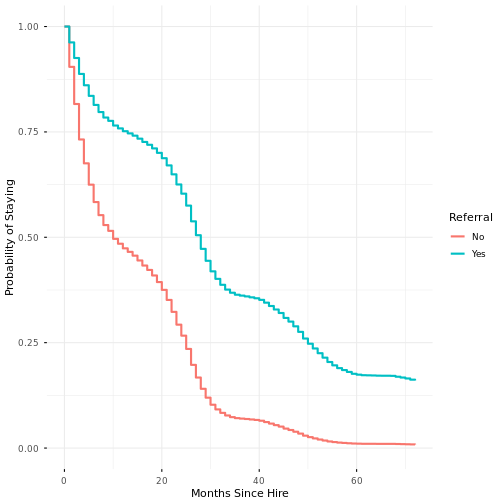 1.00
0.75
0.50
0.25
0.00
Probability of Staying
0
20
40
60
Months Since Hire
Referral
No
Yes